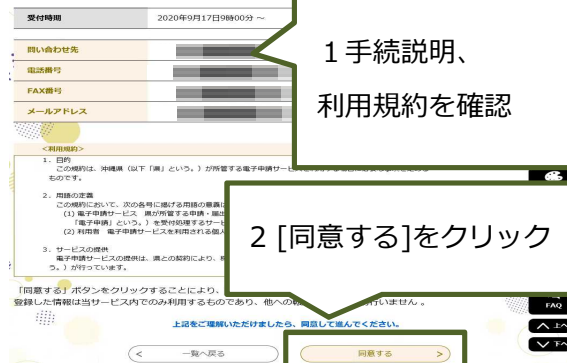 受付時期 2020年9月17日9時00分 ～
問い合わせ先
電話番号
FAX番号
メールアドレス
1 手続説明、
利用規約を確認
<利用規約>
1. 目的
この規約は、沖縄県（以下「県」という。）が所管する電子申請サー
ものです。
2. 用語の定義
この規約において、次の各号に掲げる用語の意義は
(1) 電子申請サービス 県が所管する申請・届出
「電子申請」という。）を受付処理するサー
(2) 利用者 電子申請サービスを利用される個人
3. サービスの提供
電子申請サービスの提供は、県との契約により、
う。）が行っています。
2 [同意する]をクリック
「同意する」ボタンをクリックすることにより、
登録した情報は当サービス内でのみ利用するものであり、他への
行いません。
上記をご理解いただけましたら、同意して進んでください。
< 一覧へ戻る
同意する >
FAQ
上へ
下へ